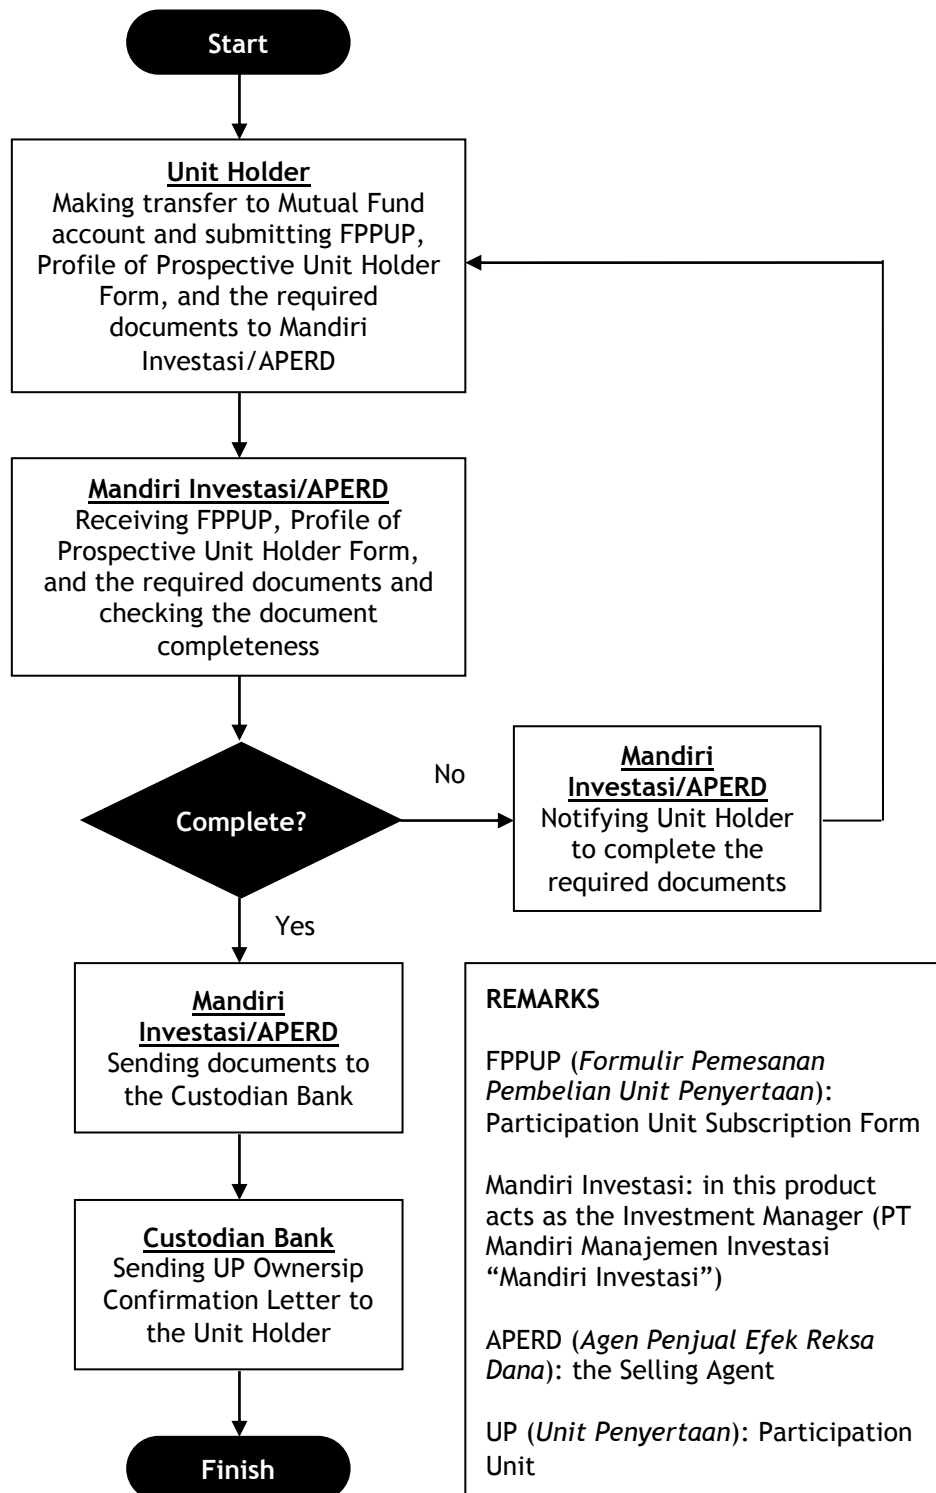 Start
Unit Holder
Making transfer to Mutual Fund
account and submitting FPPUP,
Profile of Prospective Unit Holder
Form, and the required
documents to Mandiri
Investasi/APERD
Mandiri Investasi/APERD
Receiving FPPUP, Profile of
Prospective Unit Holder Form,
and the required documents and
checking the document
completeness
Complete?
No
Mandiri
Investasi/APERD
Notifying Unit Holder
to complete the
required documents
Yes
Mandiri
Investasi/APERD
Sending documents to
the Custodian Bank
Custodian Bank
Sending UP Ownersip
Confirmation Letter to
the Unit Holder
Finish
REMARKS
FPPUP (Formulir Pemesanan
Pembelian Unit Penyertaan):
Participation Unit Subscription Form
Mandiri Investasi: in this product
acts as the Investment Manager (PT
Mandiri Manajemen Investasi
“Mandiri Investasi”)
APERD (Agen Penjual Efek Reksa
Dana): the Selling Agent
UP (Unit Penyertaan): Participation
Unit